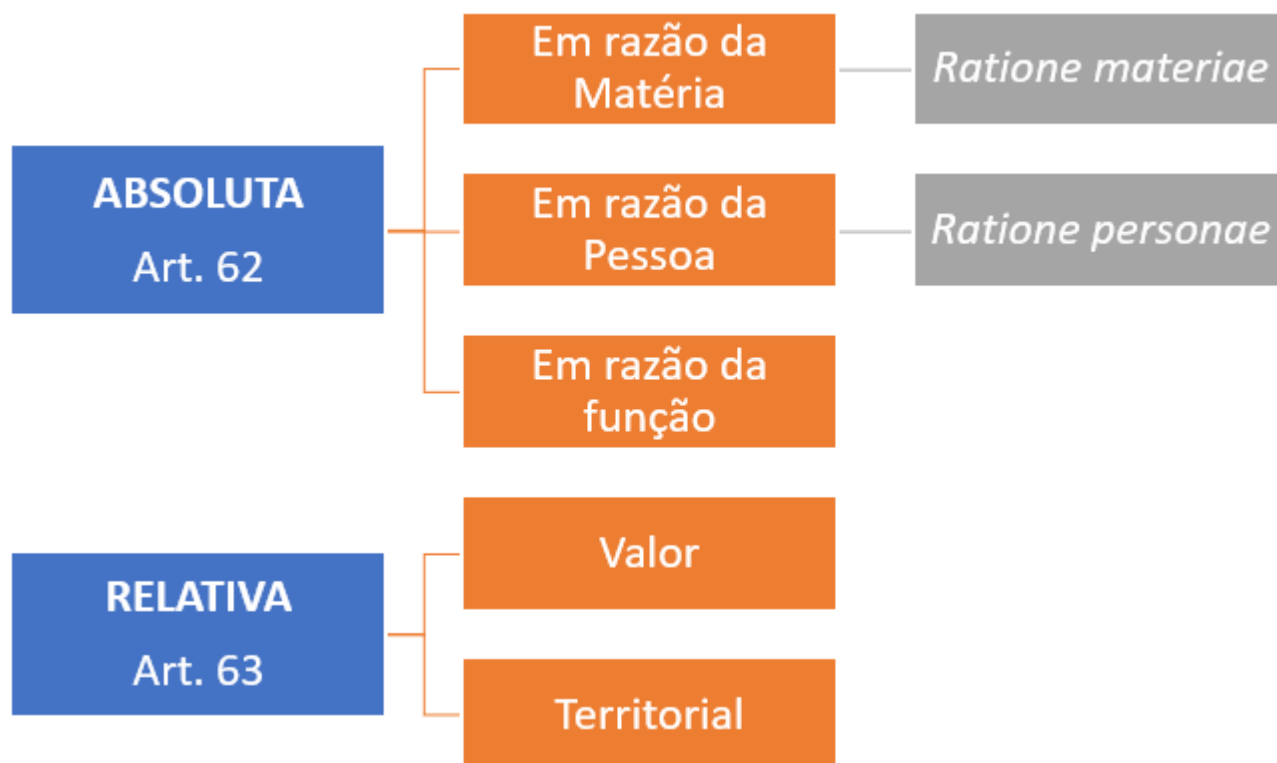 ABSOLUTA
Art. 62
Em razão da
Matéria
Ratione materiae
Em razão da
Pessoa
Ratione personae
Em razão da
função
RELATIVA
Art. 63
Valor
Territorial